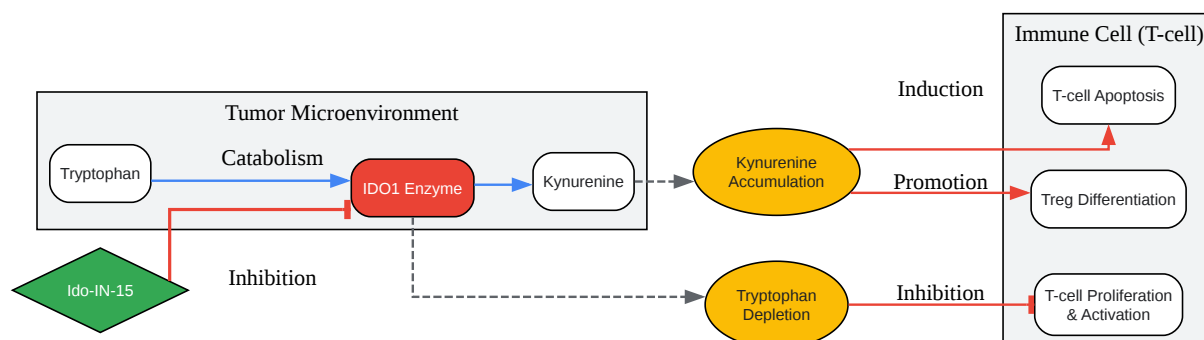 Immune Cell (T-cell)
Induction
T-cell Apoptosis
Tumor Microenvironment
Catabolism
Tryptophan
IDO1 Enzyme
Kynurenine
Kynurenine
Accumulation
Promotion
Treg Differentiation
Ido-IN-15
Inhibition
Tryptophan
Depletion
Inhibition
T-cell Proliferation
& Activation